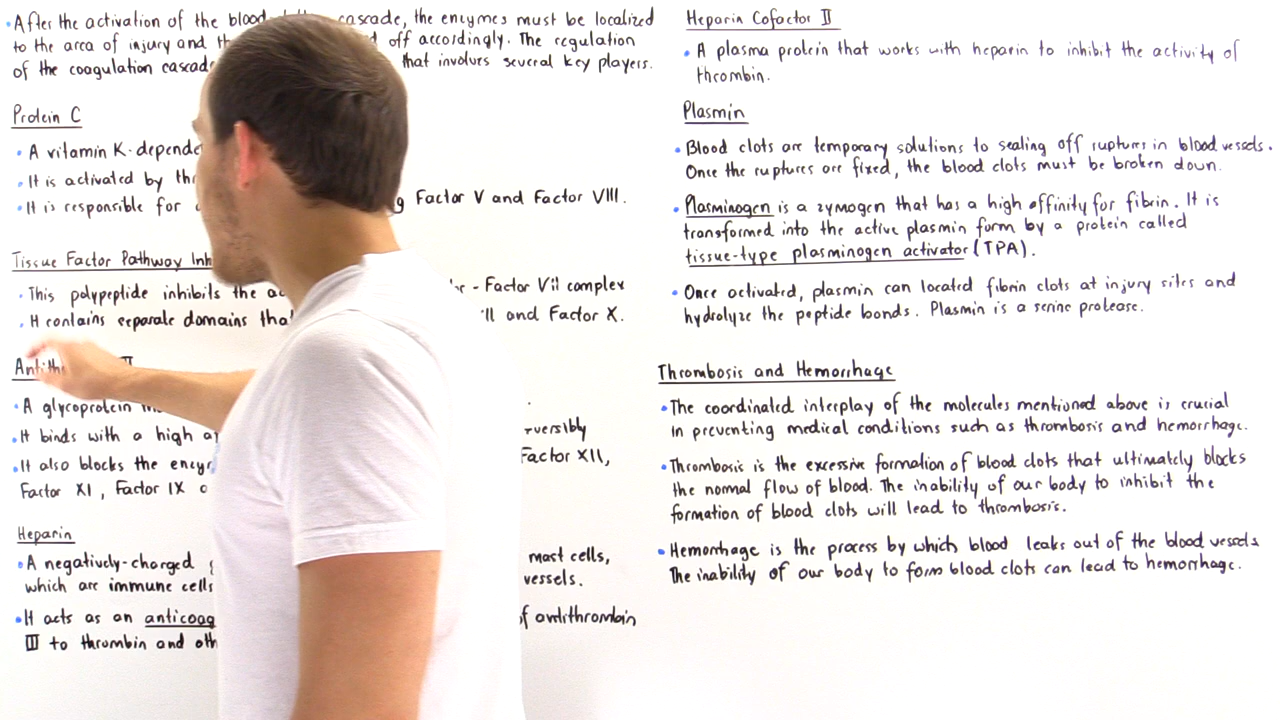 After the activation of the blood cascade, the enzymes must be localized
to the area of injury and off accordingly. The regulation
of the coagulation that involves several key players.
Protein C
A vitamin K-
It is activated by
It is responsible for Factor V and Factor VIII.
Tissue Factor Pathway
This polypeptide inhibits the - Factor VII complex
It contains separate domains and Factor X.
A glycoprotein
It binds with a high
It also blocks the Factor XII,
Factor XI, Factor IX
Heparin
A negatively-charged mast cells,
which are immune cells vessels.
It acts as an of antithrombin
III to thrombin and
Heparin Cofactor II
A plasma protein that works with heparin to inhibit the activity of
thrombin.
Plasmin
Blood clots are temporary solutions to sealing off rupturs in blood vessels.
Once the ruptures are fixed, the blood clots must be broken down.
Plasminogen is a zymogen that has a high affinity for fibrin. It is
transformed into the active plasmin form by a protein called
tissue-type plasminogen activator (TPA).
Once activated, plasmin can located fibrin clots at injury sites and
hydrolyze the peptide bonds. Plasmin is a serine protease.
Thrombosis and Hemorrhage
The coordinated interplay of the molecules mentioned above is crucial
in preventing medical conditions such as thrombosis and hemorrhage.
Thrombosis is the excessive formation of blood clots that ultimately blocks
the normal flow of blood. The inability of our body to inhibit the
formation of blood clots will lead to thrombosis.
Hemorrhage is the process by which blood leaks out of the blood vessels.
The inability of our body to form blood clots can lead to hemorrhage.